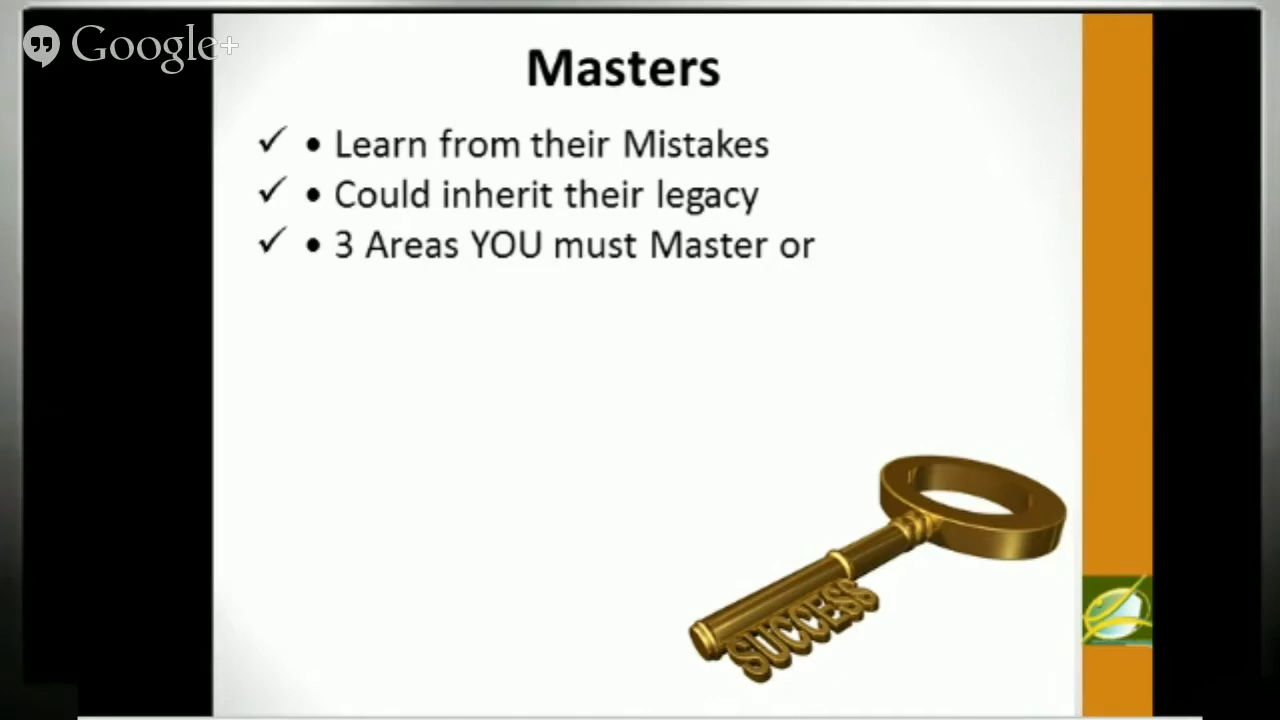 Google+
Masters
✓ • Learn from their Mistakes
✓ • Could inherit their legacy
✓ • 3 Areas YOU must Master or
SUCCESS